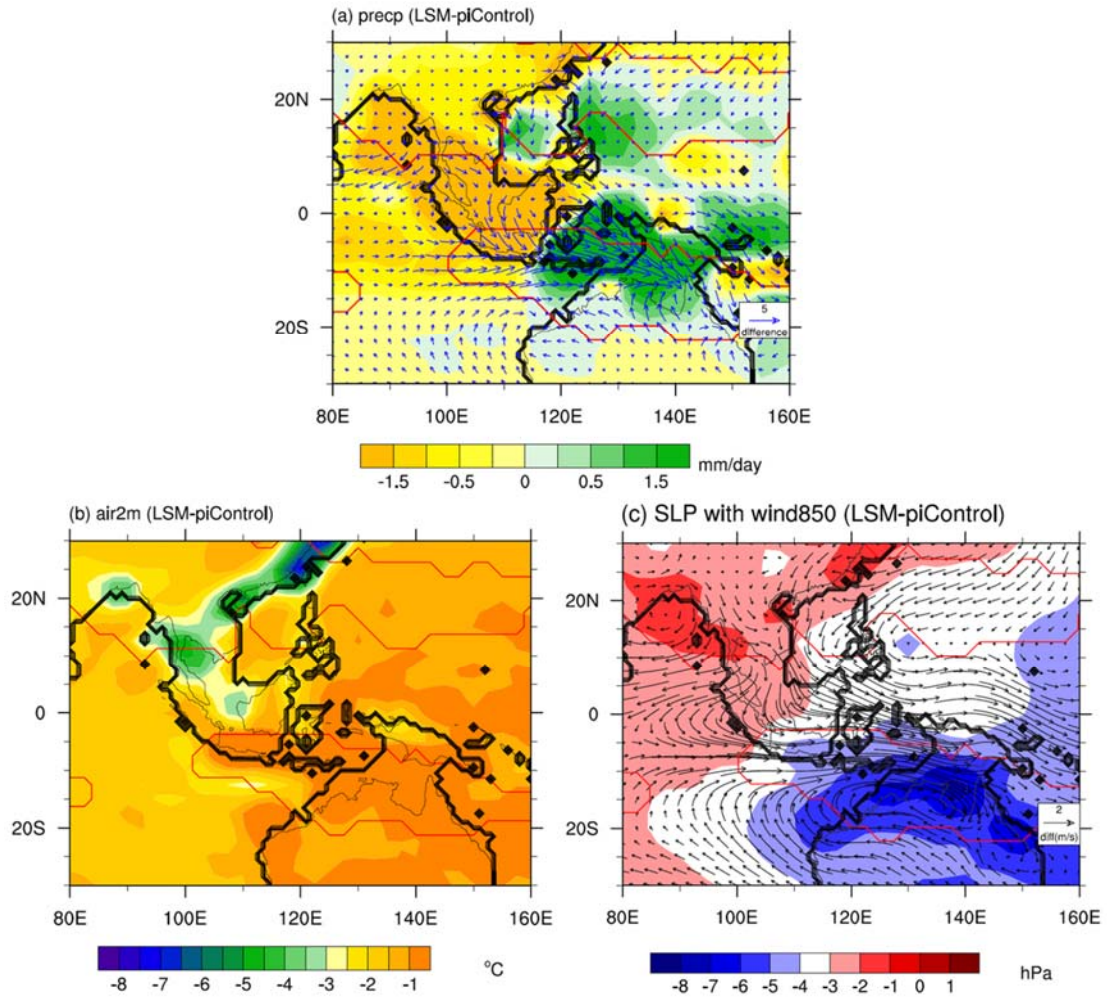 (a) precp (LSM-piControl)
20N
0
20S
5
difference
80E 100E 120E 140E 160E
-1.5 -0.5 0 0.5 1.5 mm/day
(b) air2m (LSM-piControl)
20N
0
20S
80E 100E 120E 140E 160E
-8 -7 -6 -5 -4 -3 -2 -1 °C
(c) SLP with wind850 (LSM-piControl)
20N
0
20S
2
diff(m/s)
80E 100E 120E 140E 160E
-8 -7 -6 -5 -4 -3 -2 -1 0 1 hPa